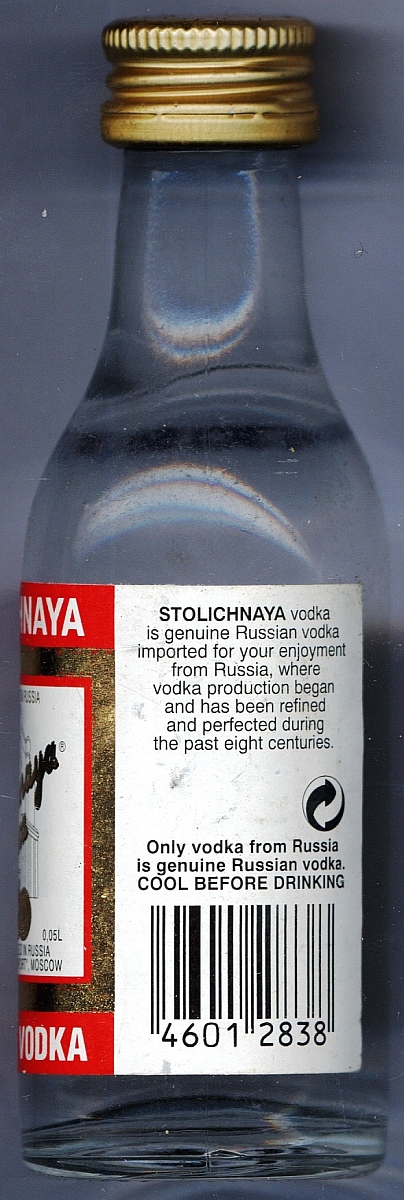 HNAYA
RUSSIA
naya®
0,05L
IN RUSSIA
MOSCOW
VODKA
STOLICHNAYA vodka
is genuine Russian vodka
imported for your enjoyment
from Russia, where
vodka production began
and has been refined
and perfected during
the past eight centuries.
Only vodka from Russia
is genuine Russian vodka.
COOL BEFORE DRINKING
4601 2838